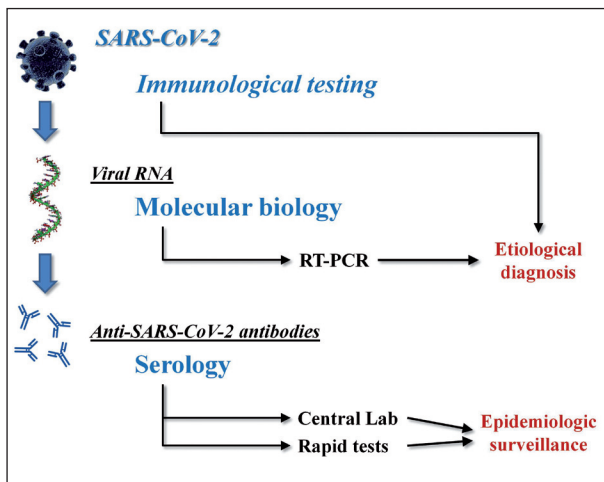 SARS-CoV-2
Immunological testing
Viral RNA
Molecular biology
RT-PCR
Etiological
diagnosis
Anti-SARS-CoV-2 antibodies
Serology
Central Lab
Rapid tests
Epidemiologic
surveillance